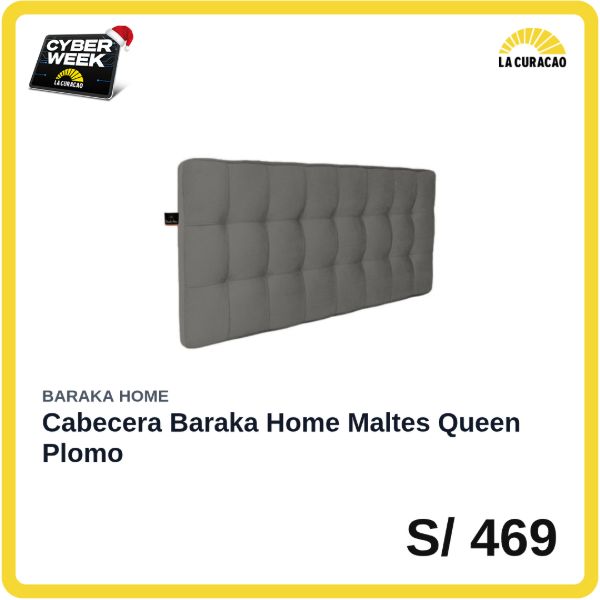 CYBER
WEEK
LA CURACAO
LA CURACAO
BARAKA HOME
Cabecera Baraka Home Maltes Queen
Plomo
S/ 469